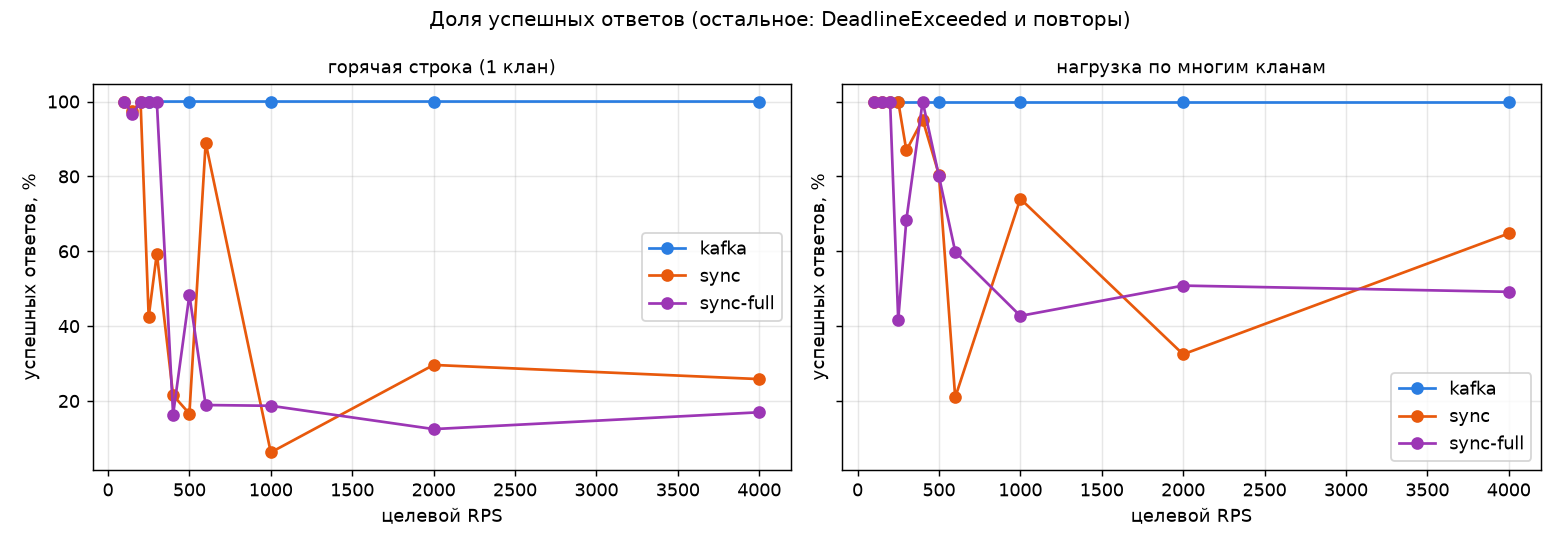 Доля успешных ответов (остальное: DeadlineExceeded и повторы)
горячая строка (1 клан)
успешных ответов, %
100
80
60
40
20
0
500
1000
1500
2000
2500
3000
3500
4000
целевой RPS
kafka
sync
sync-full
нагрузка по многим кланам
успешных ответов, %
0
500
1000
1500
2000
2500
3000
3500
4000
целевой RPS
kafka
sync
sync-full